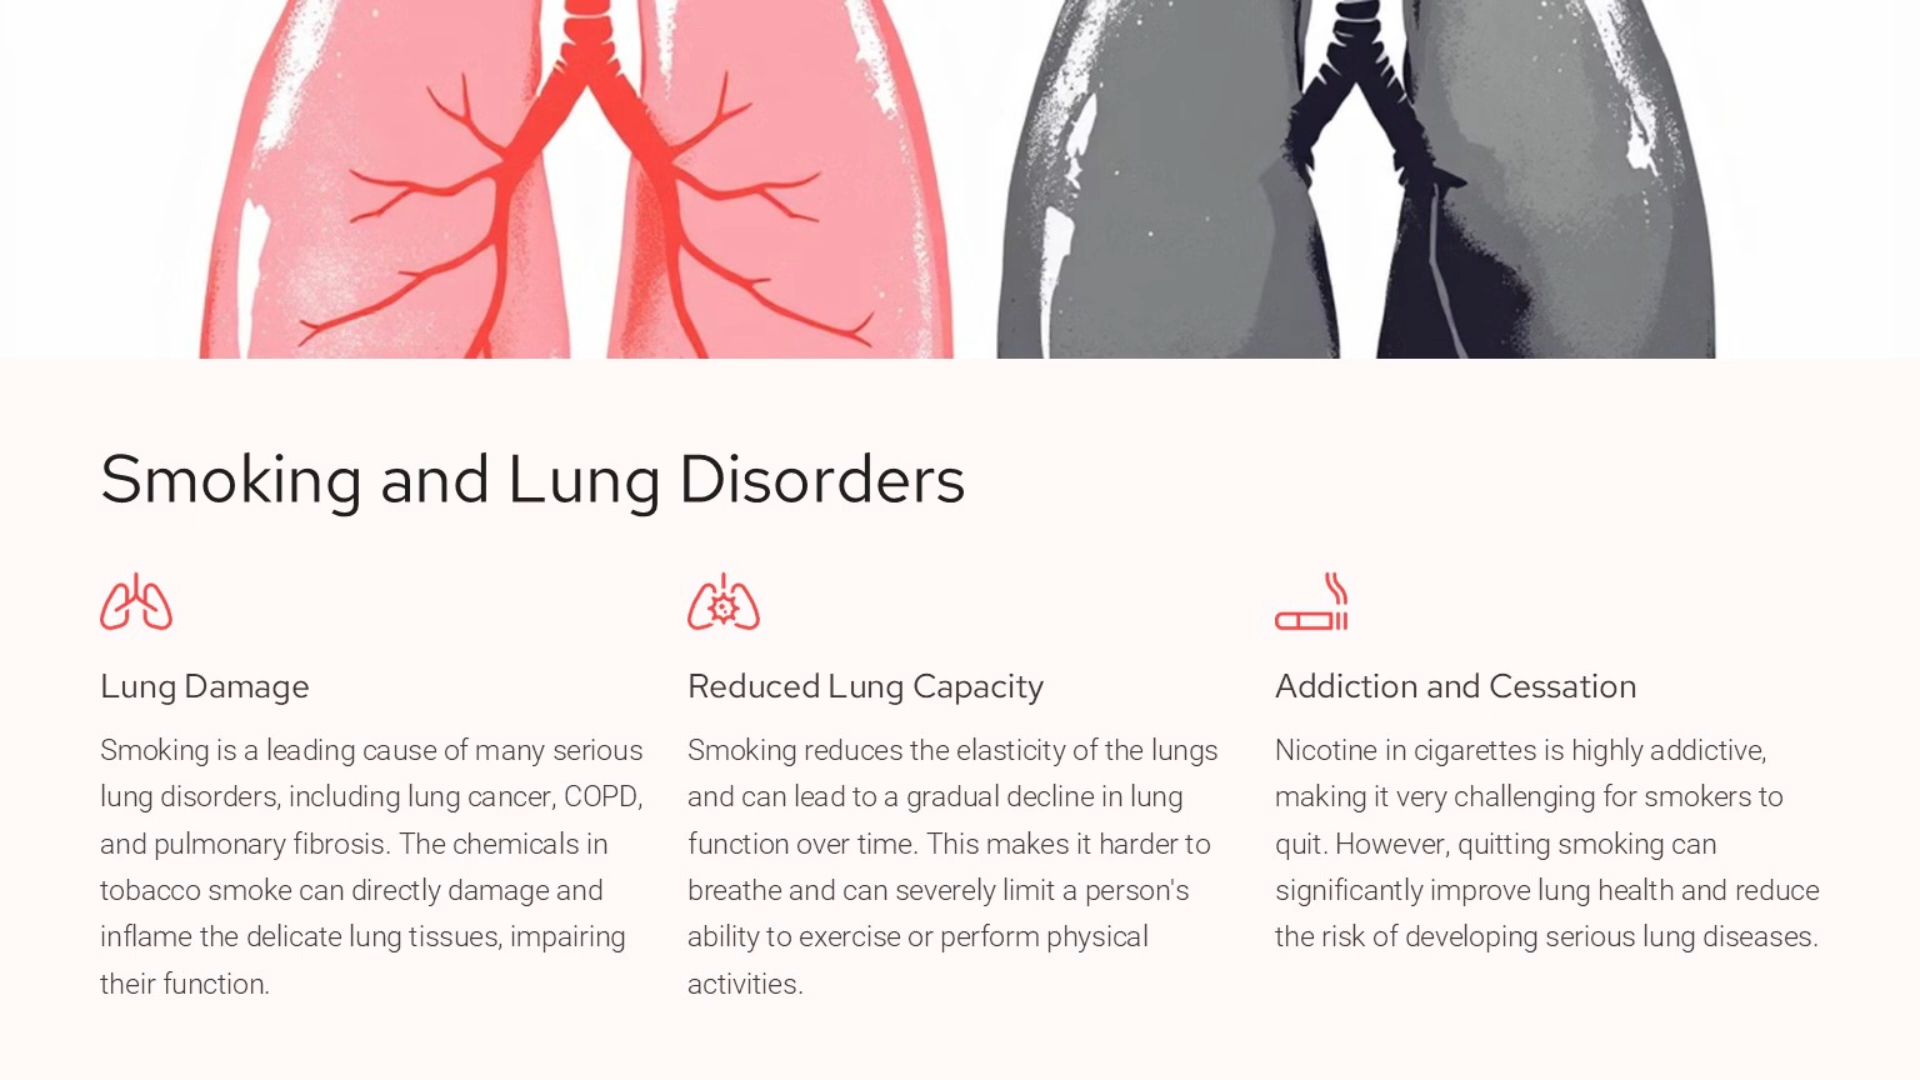 Smoking and Lung Disorders
Lung Damage
Smoking is a leading cause of many serious
lung disorders, including lung cancer, COPD,
and pulmonary fibrosis. The chemicals in
tobacco smoke can directly damage and
inflame the delicate lung tissues, impairing
their function.
Reduced Lung Capacity
Smoking reduces the elasticity of the lungs
and can lead to a gradual decline in lung
function over time. This makes it harder to
breathe and can severely limit a person's
ability to exercise or perform physical
activities.
Addiction and Cessation
Nicotine in cigarettes is highly addictive,
making it very challenging for smokers to
quit. However, quitting smoking can
significantly improve lung health and reduce
the risk of developing serious lung diseases.